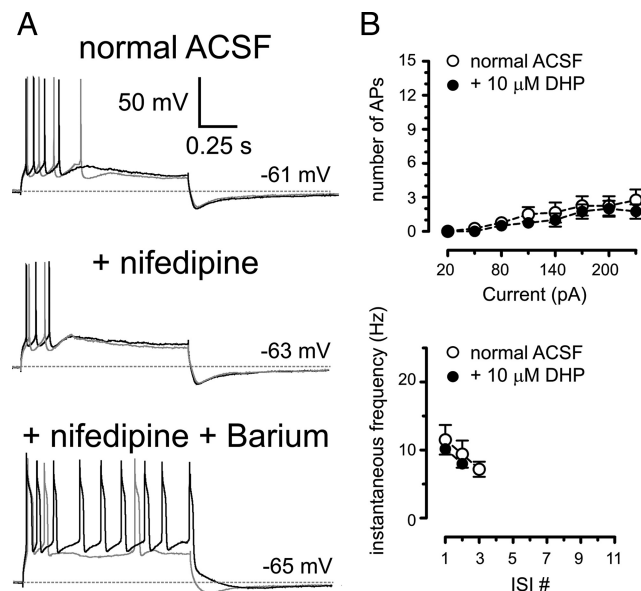 A
normal ACSF
50 mV
0.25 s
-61 mV
+ nifedipine
-63 mV
+ nifedipine + Barium
-65 mV
B
normal ACSF
+ 10 μM DHP
number of APs
15
12
9
6
3
0
20 80 140 200
Current (pA)
normal ACSF
+ 10 μM DHP
instantaneous frequency (Hz)
20
10
0
1 3 5 7 9 11
ISI #